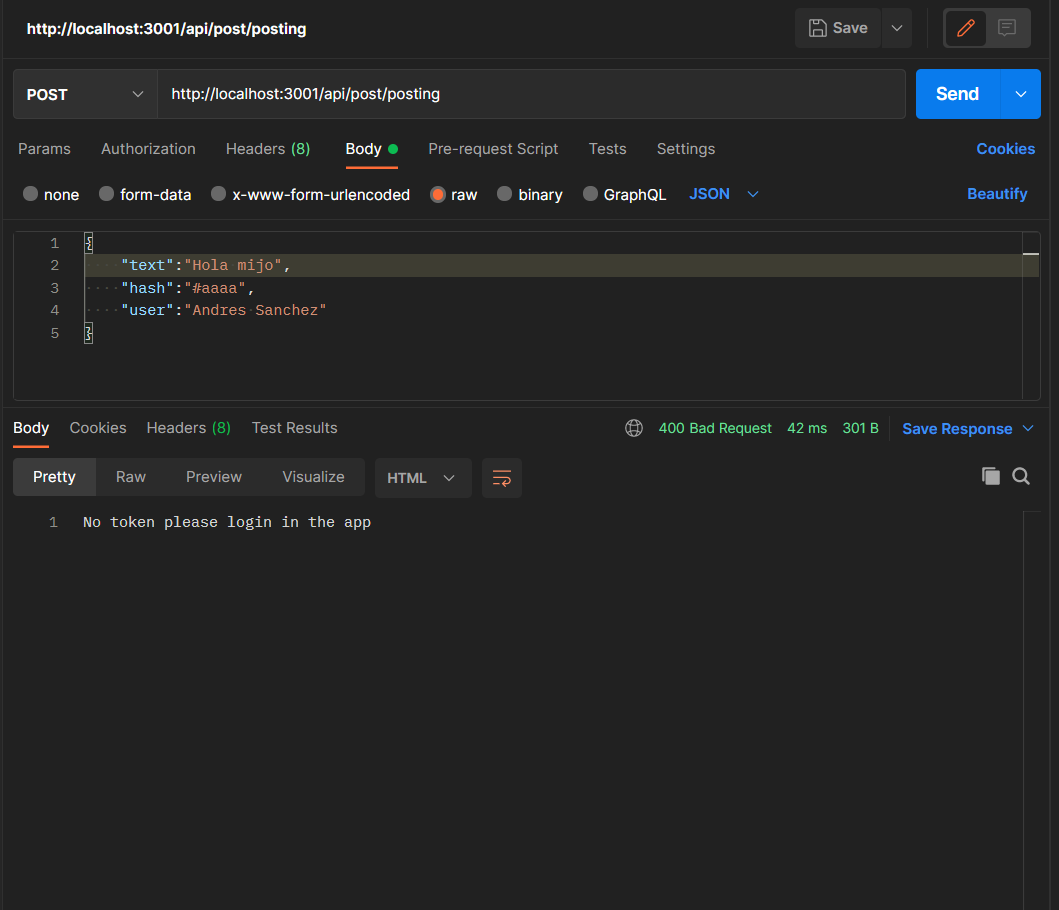 http://localhost:3001/api/post/posting
Save
POST
http://localhost:3001/api/post/posting
Send
Params Authorization Headers (8) Body Pre-request Script Tests Settings Cookies
none form-data x-www-form-urlencoded raw binary GraphQL JSON Beautify
1 {
2 ····"text":"Hola·mijo",
3 ····"hash":"#aaaa",
4 ····"user":"Andres·Sanchez"
5 }
Body Cookies Headers (8) Test Results 400 Bad Request 42 ms 301 B Save Response
Pretty Raw Preview Visualize HTML
1 No token please login in the app